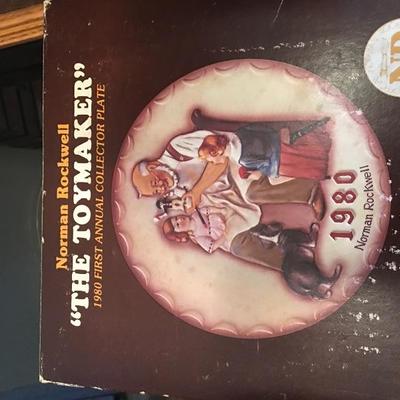 Norman Rockwell
"THE TOYMAKER"
1980 FIRST ANNUAL COLLECTOR PLATE
1980
Norman Rockwell